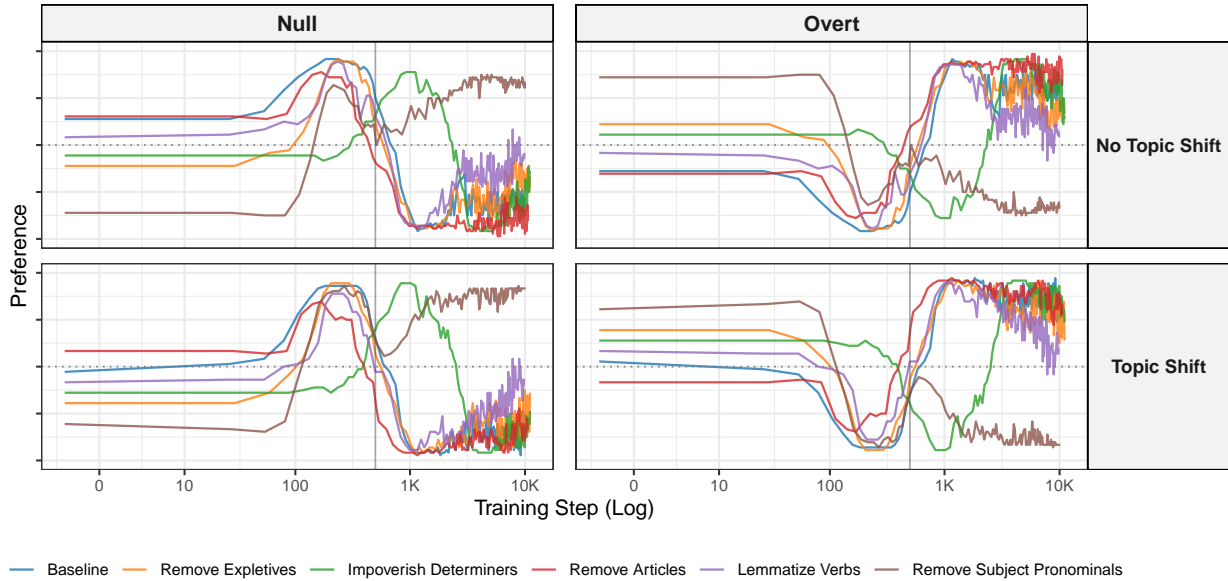 Null
Overt
No Topic Shift
Topic Shift
Preference
0
10
100
1K
10K
0
10
100
1K
10K
Training Step (Log)
Baseline
Remove Expletives
Impoverish Determiners
Remove Articles
Lemmatize Verbs
Remove Subject Pronominals